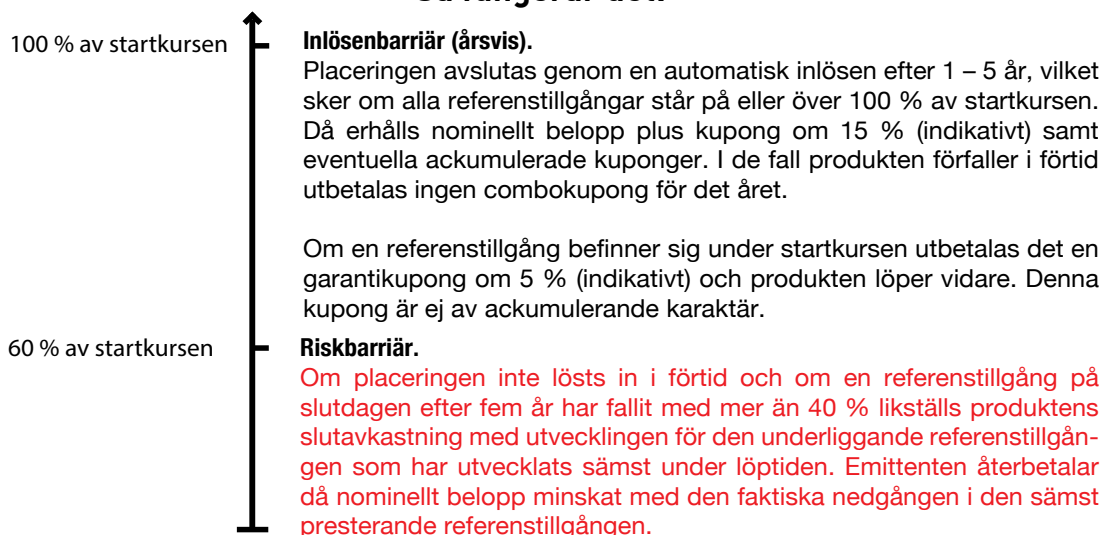 100 % av startkursen
Inlösenbarriär (årsvis).
Placeringen avslutas genom en automatisk inlösen efter 1 – 5 år, vilket
sker om alla referenstillgångar står på eller över 100 % av startkursen.
Då erhålls nominellt belopp plus kupong om 15 % (indikativt) samt
eventuella ackumulerade kuponger. I de fall produkten förfaller i förtid
utbetalas ingen combokupong för det året.
Om en referenstillgång befinner sig under startkursen utbetalas det en
garantikupong om 5 % (indikativt) och produkten löper vidare. Denna
kupong är ej av ackumulerande karaktär.
60 % av startkursen
Riskbarriär.
Om placeringen inte lösts in i förtid och om en referenstillgång på
slutdagen efter fem år har fallit med mer än 40 % likställs produktens
slutavkastning med utvecklingen för den underliggande referenstillgån-
gen som har utvecklats sämst under löptiden. Emittenten återbetalar
då nominellt belopp minskat med den faktiska nedgången i den sämst
presterande referenstillgången.